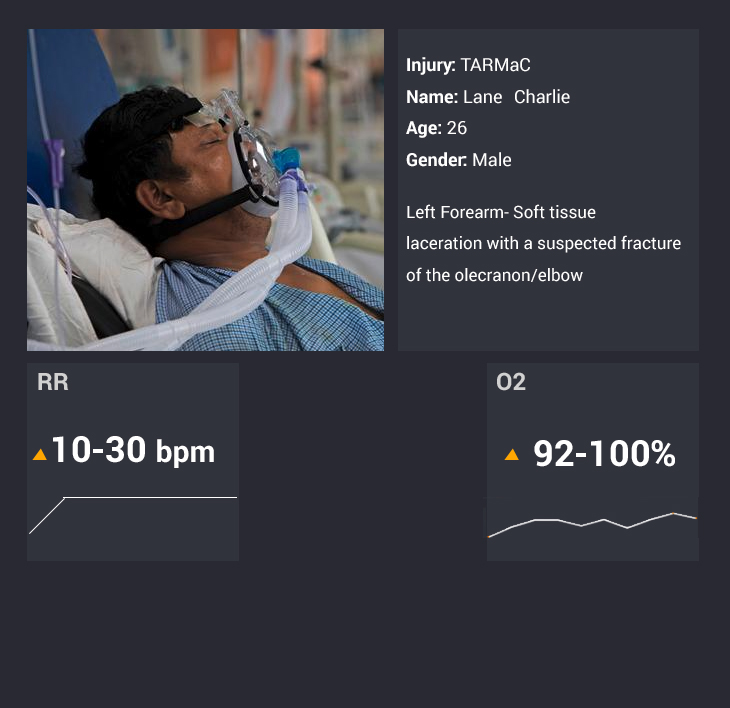 Injury: TARMaC
Name: Lane Charlie
Age: 26
Gender: Male
Left Forearm- Soft tissue
laceration with a suspected fracture
of the olecranon/elbow
RR
10-30 bpm
O2
92-100%